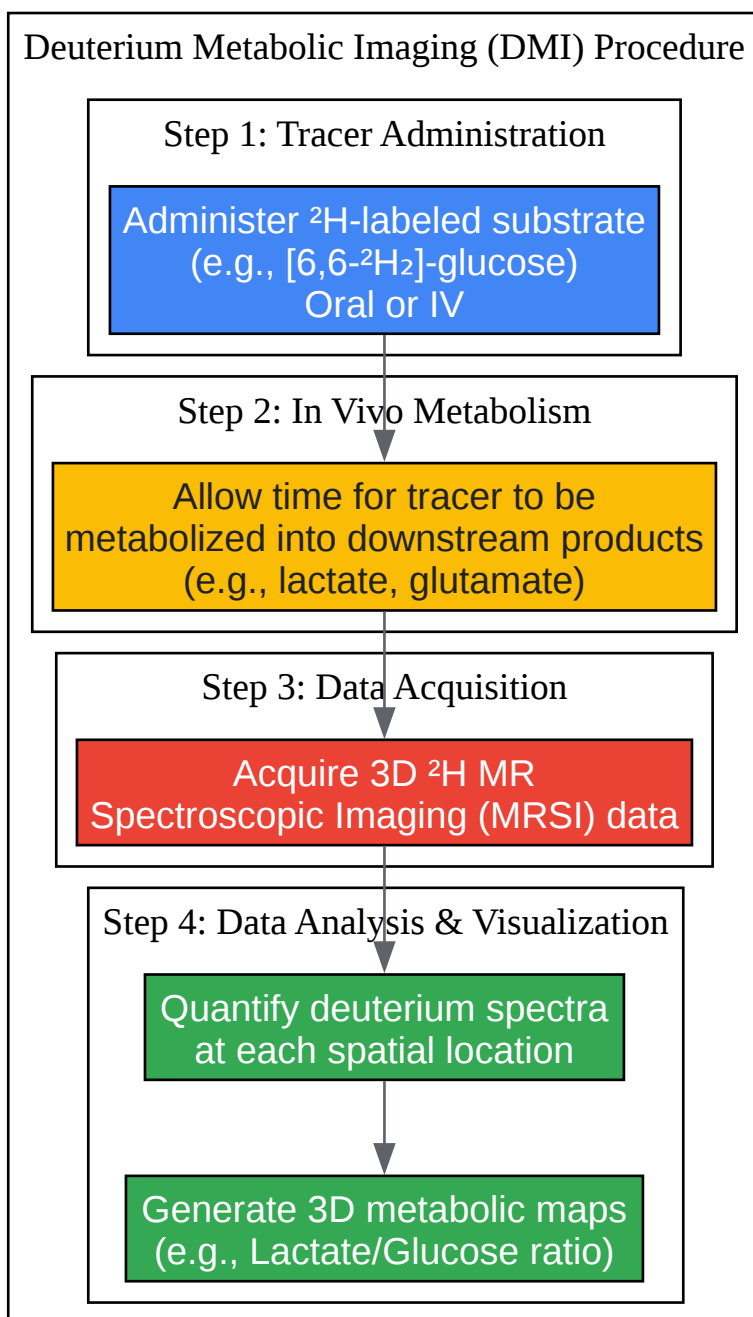 Deuterium Metabolic Imaging (DMI) Procedure
Step 1: Tracer Administration
Administer ²H-labeled substrate
(e.g., [6,6-²H₂]-glucose)
Oral or IV
Step 2: In Vivo Metabolism
Allow time for tracer to be
metabolized into downstream products
(e.g., lactate, glutamate)
Step 3: Data Acquisition
Acquire 3D ²H MR
Spectroscopic Imaging (MRSI) data
Step 4: Data Analysis & Visualization
Quantify deuterium spectra
at each spatial location
Generate 3D metabolic maps
(e.g., Lactate/Glucose ratio)